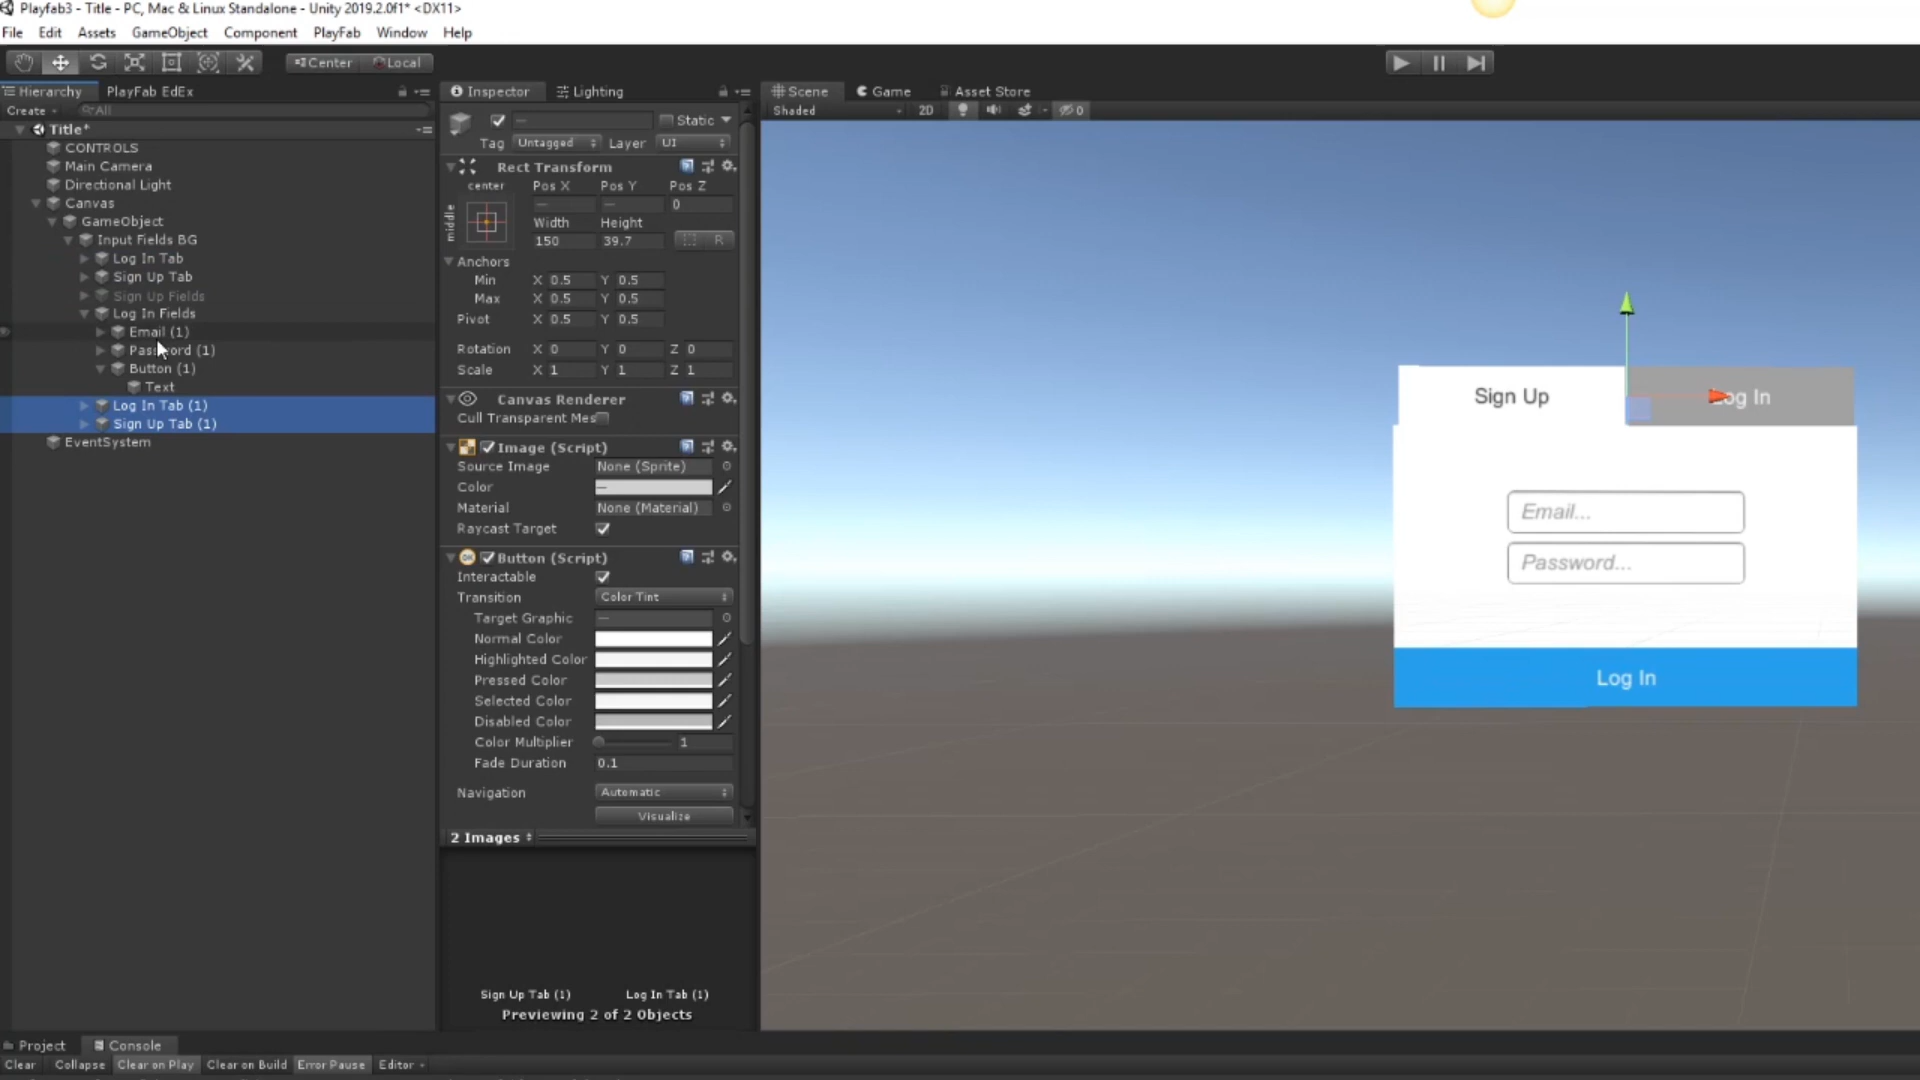 Playfab3 - Title - PC, Mac & Linux Standalone - Unity 2019.2.0f1* <DX11>
File Edit Assets GameObject Component PlayFab Window Help
Center Local
Hierarchy PlayFab EdEx
Create All
Title*
CONTROLS
Main Camera
Directional Light
Canvas
GameObject
Input Fields BG
Log In Tab
Sign Up Tab
Sign Up Fields
Log In Fields
Email (1)
Password (1)
Button (1)
Text
Log In Tab (1)
Sign Up Tab (1)
EventSystem
Inspector Lighting
— Static
Tag Untagged Layer UI
Rect Transform
center Pos X Pos Y Pos Z
middle — — 0
Width Height
150 39.7 R
Anchors
Min X 0.5 Y 0.5
Max X 0.5 Y 0.5
Pivot X 0.5 Y 0.5
Rotation X 0 Y 0 Z 0
Scale X 1 Y 1 Z 1
Canvas Renderer
Cull Transparent Mes
Image (Script)
Source Image None (Sprite)
Color —
Material None (Material)
Raycast Target
OK Button (Script)
Interactable
Transition Color Tint
Target Graphic —
Normal Color
Highlighted Color
Pressed Color
Selected Color
Disabled Color
Color Multiplier 1
Fade Duration 0.1
Navigation Automatic
Visualize
2 Images
Sign Up Tab (1) Log In Tab (1)
Previewing 2 of 2 Objects
Scene Game Asset Store
Shaded 2D 0
Sign Up Log In
Email...
Password...
Log In
Project Console
Clear Collapse Clear on Play Clear on Build Error Pause Editor